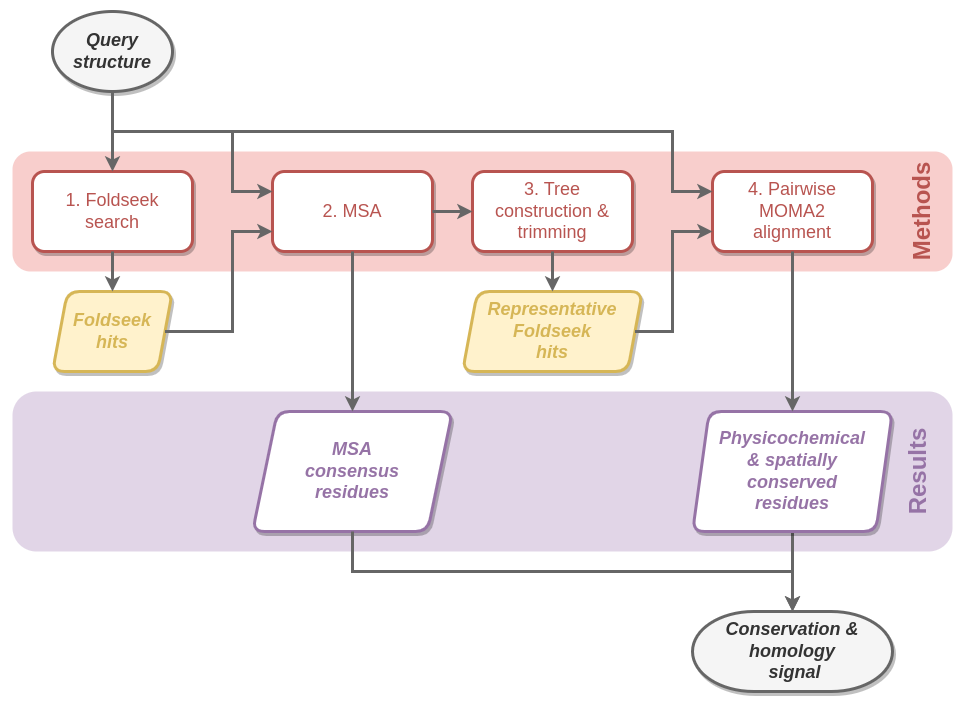 Query
structure
1. Foldseek
search
2. MSA
3. Tree
construction &
trimming
4. Pairwise
MOMA2
alignment
Methods
Foldseek
hits
Representative
Foldseek
hits
MSA
consensus
residues
Physicochemical
& spatially
conserved
residues
Results
Conservation &
homology
signal